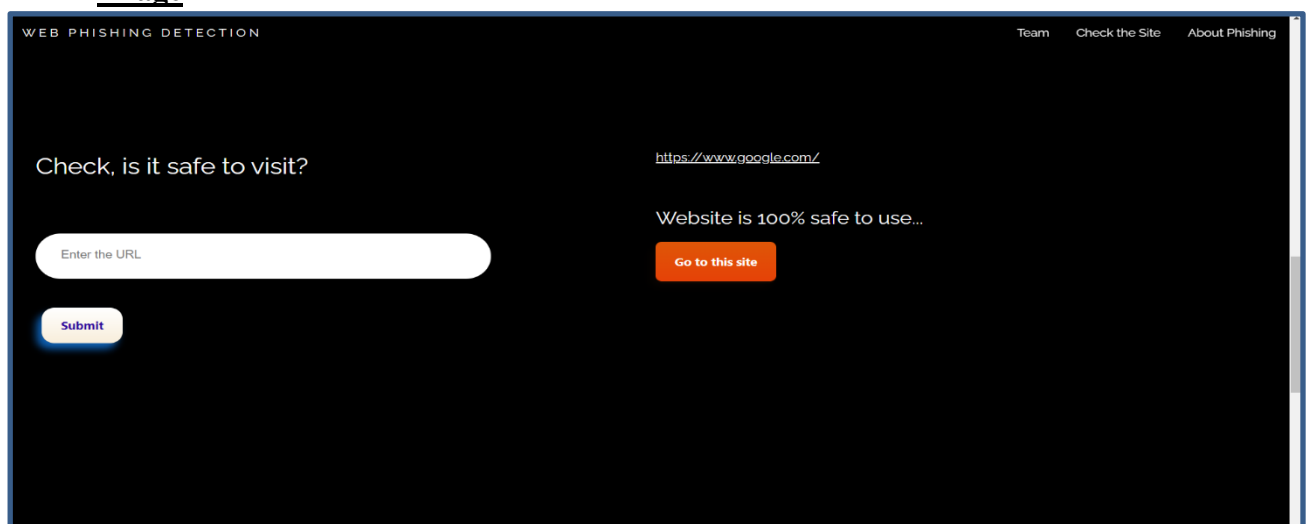 WEB PHISHING DETECTION
Team Check the Site About Phishing
Check, is it safe to visit?
Enter the URL
Submit
https://www.google.com/
Website is 100% safe to use...
Go to this site